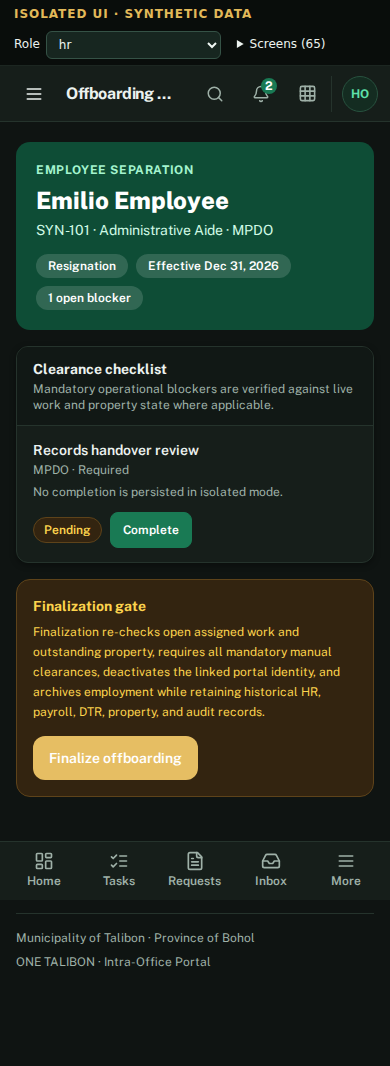 ISOLATED UI · SYNTHETIC DATA
Role hr ▶ Screens (65)
Offboarding ... 2 HO
EMPLOYEE SEPARATION
Emilio Employee
SYN-101 · Administrative Aide · MPDO
Resignation Effective Dec 31, 2026
1 open blocker
Clearance checklist
Mandatory operational blockers are verified against live
work and property state where applicable.
Records handover review
MPDO · Required
No completion is persisted in isolated mode.
Pending Complete
Finalization gate
Finalization re-checks open assigned work and
outstanding property, requires all mandatory manual
clearances, deactivates the linked portal identity, and
archives employment while retaining historical HR,
payroll, DTR, property, and audit records.
Finalize offboarding
Home Tasks Requests Inbox More
Municipality of Talibon · Province of Bohol
ONE TALIBON · Intra-Office Portal